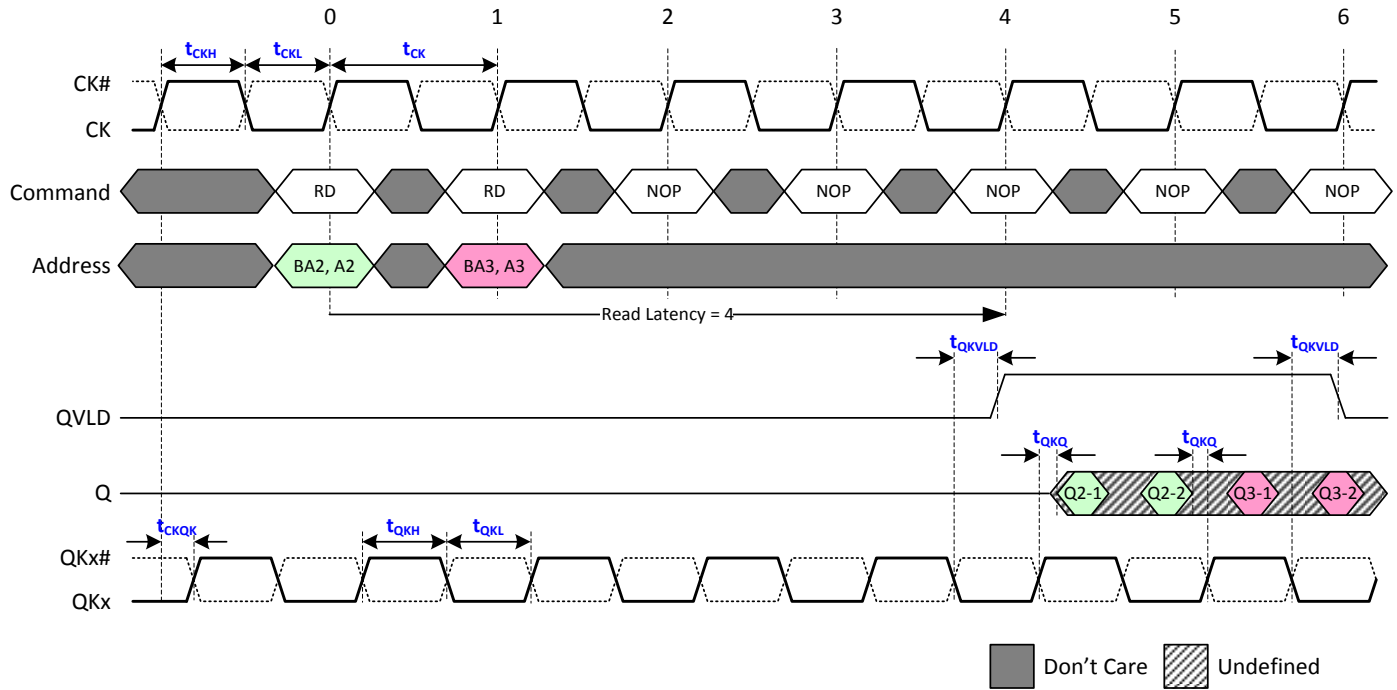 0 1 2 3 4 5 6
tCKH tCKL tCK
CK#
CK
Command RD RD NOP NOP NOP NOP NOP
Address BA2, A2 BA3, A3
Read Latency = 4
tQKVLD tQKVLD
QVLD
tQKQ tQKQ
Q Q2-1 Q2-2 Q3-1 Q3-2
tCKQK tQKH tQKL
QKx#
QKx
Don't Care Undefined